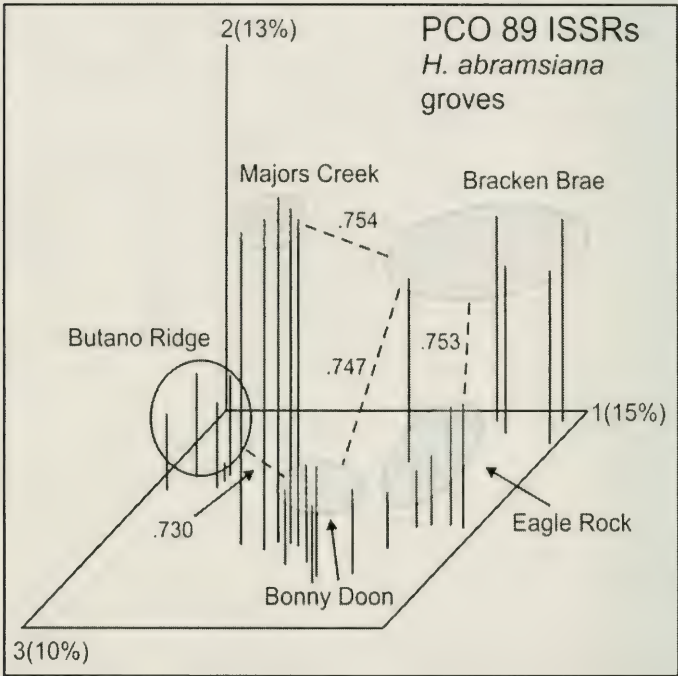 PCO 89 ISSRs
H. abramsiana
groves
2(13%)
Majors Creek
Bracken Brae
.754
Butano Ridge
.747
.753
1(15%)
.730
Eagle Rock
Bonny Doon
3(10%)